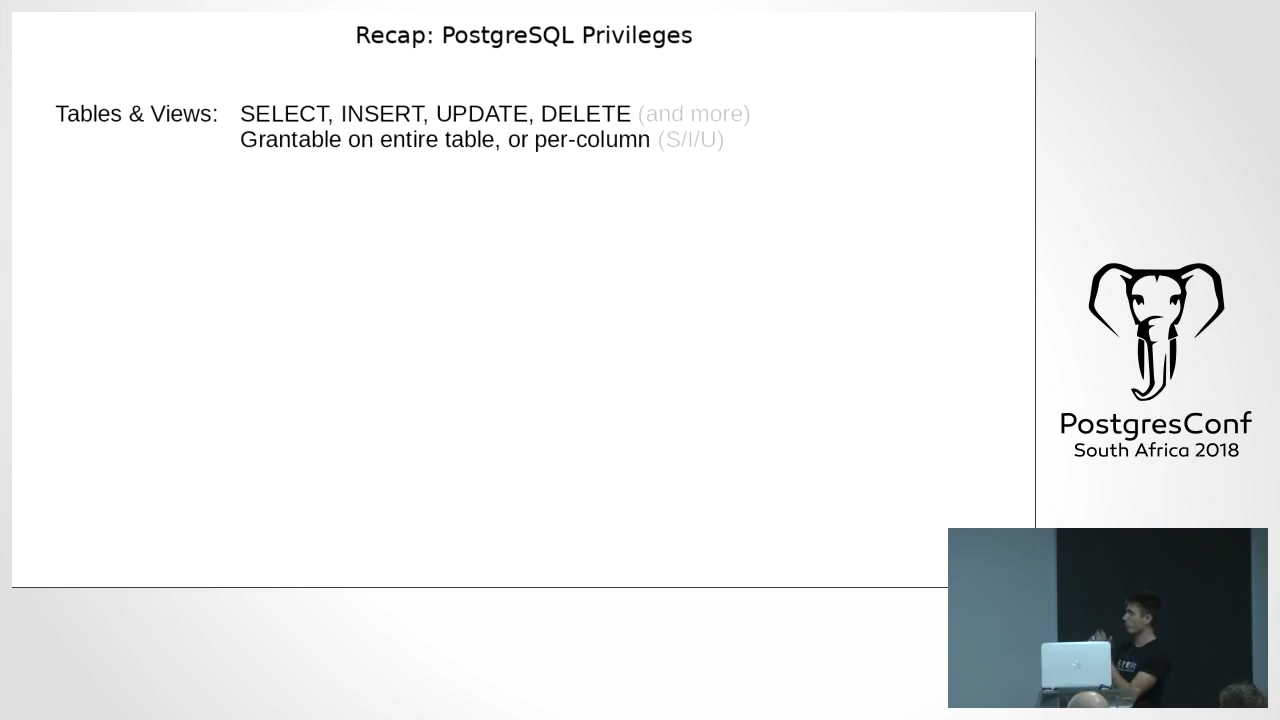 Recap: PostgreSQL Privileges
Tables & Views: SELECT, INSERT, UPDATE, DELETE (and more)
Grantable on entire table, or per-column (S/I/U)
PostgresConf
South Africa 2018